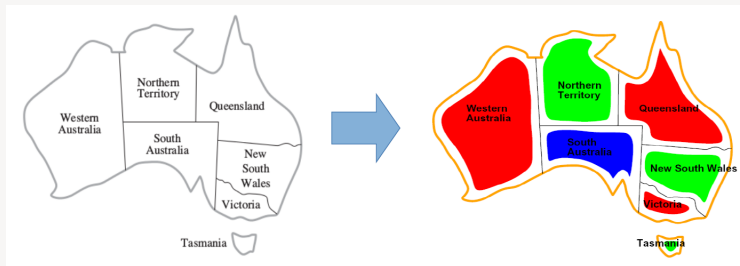 Northern
Territory
Western
Australia
Queensland
South
Australia
New
South
Wales
Victoria
Tasmania
Northern
Territory
Western
Australia
Queensland
South
Australia
New South Wales
Victoria
Tasmania